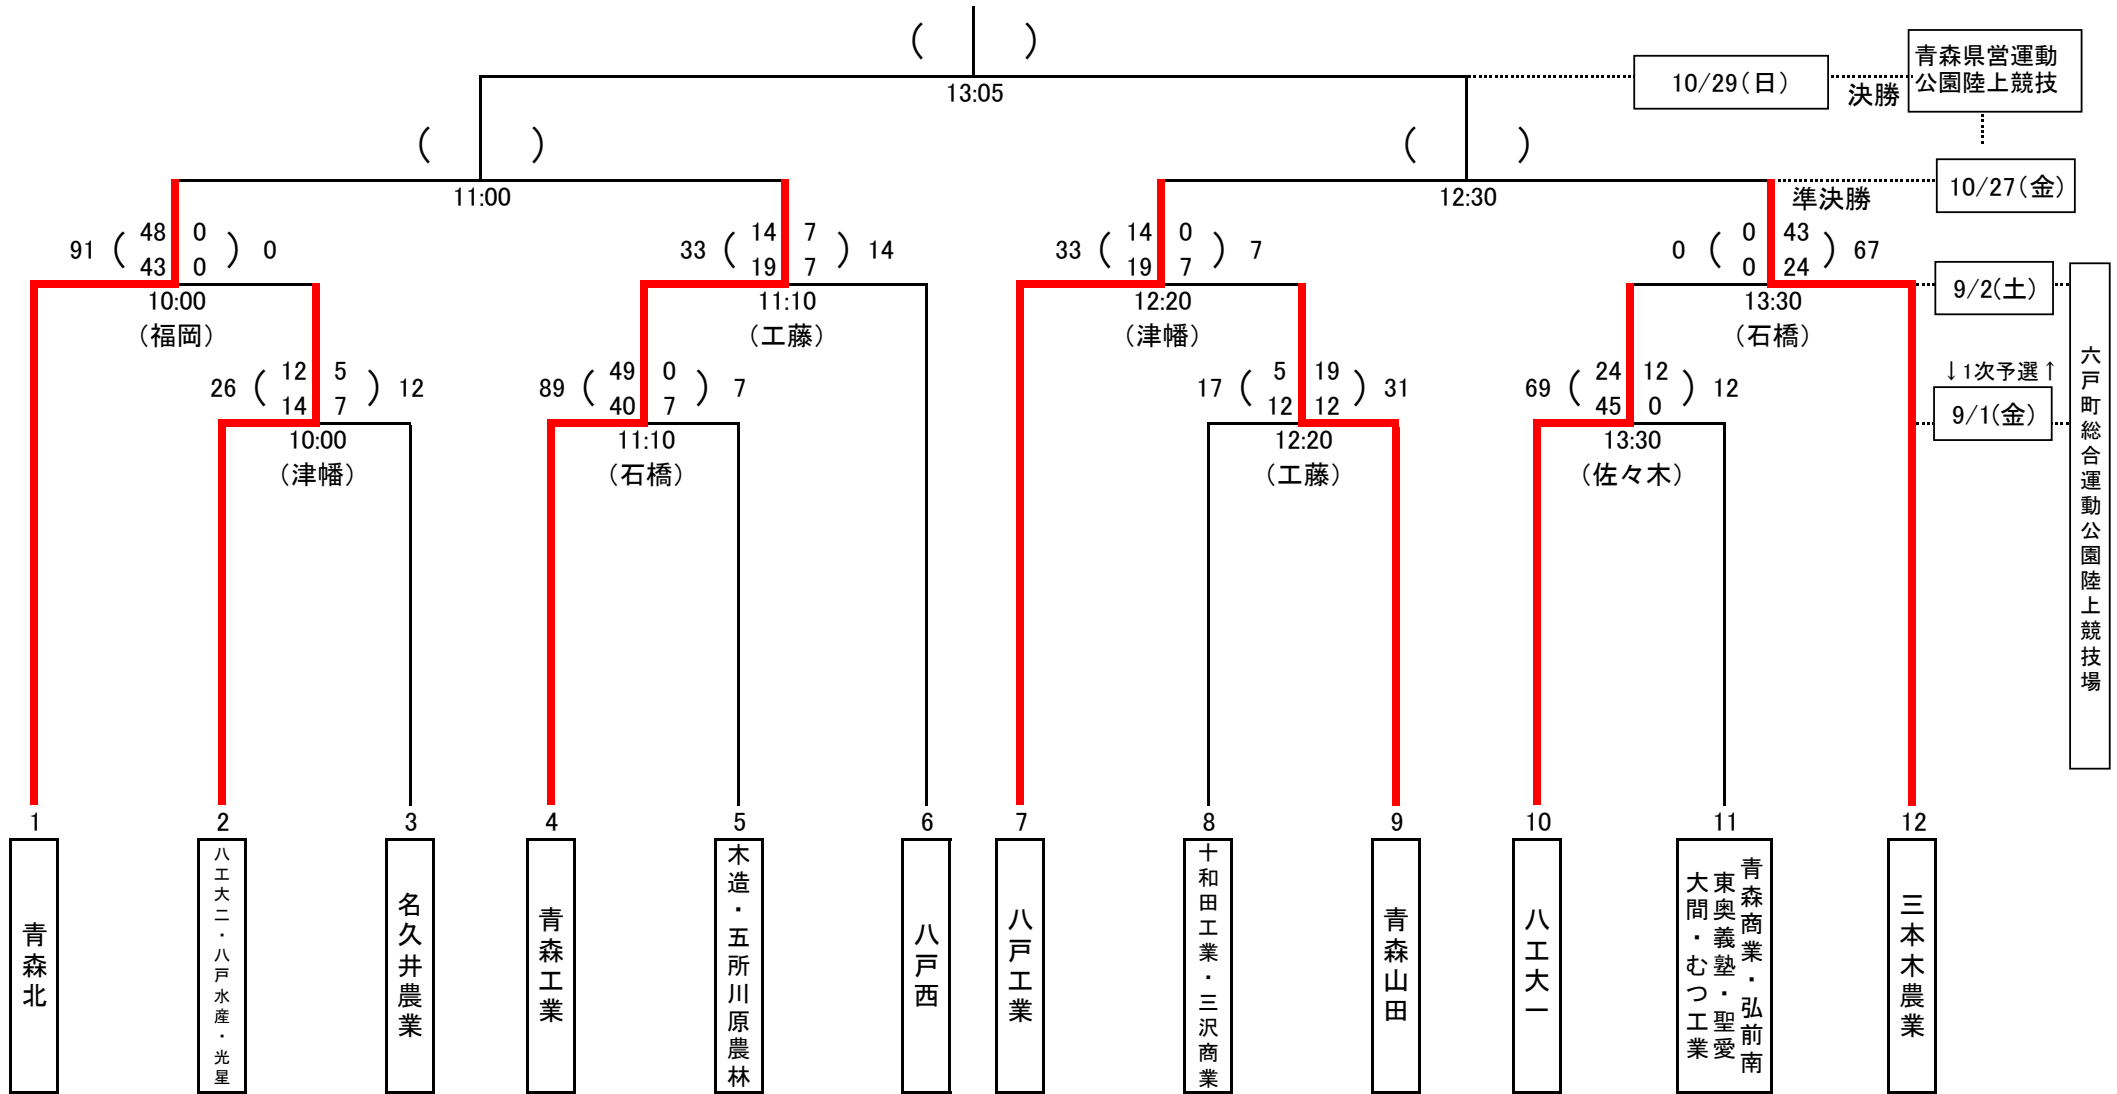 (　　)
13:05
10/29(日)
決勝
青森県営運動
公園陸上競技
(　　)
11:00
(　　)
12:30
準決勝
10/27(金)
91 ( 48 0 ) 0
43 0
10:00
(福岡)
33 ( 14 7 ) 14
19 7
11:10
(工藤)
33 ( 14 0 ) 7
19 7
12:20
(津幡)
0 ( 0 43 ) 67
0 24
13:30
(石橋)
9/2(土)
↓1次予選↑
9/1(金)
六戸町総合運動公園陸上競技場
26 ( 12 5 ) 12
14 7
10:00
(津幡)
89 ( 49 0 ) 7
40 7
11:10
(石橋)
17 ( 5 19 ) 31
12 12
12:20
(工藤)
69 ( 24 12 ) 12
45 0
13:30
(佐々木)
1
青森北
2
八工大二・八戸水産・光星
3
名久井農業
4
青森工業
5
木造・五所川原農林
6
八戸西
7
八戸工業
8
十和田工業・三沢商業
9
青森山田
10
八工大一
11
青森商業・弘前南
東奥義塾・聖愛
大間・むつ工業
12
三本木農業